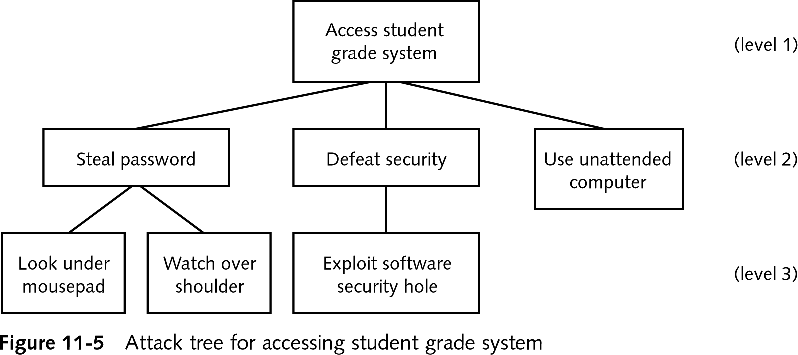 Access student
grade system
(level 1)
Steal password
Defeat security
Use unattended
computer
(level 2)
Look under
mousepad
Watch over
shoulder
Exploit software
security hole
(level 3)
Figure 11-5 Attack tree for accessing student grade system